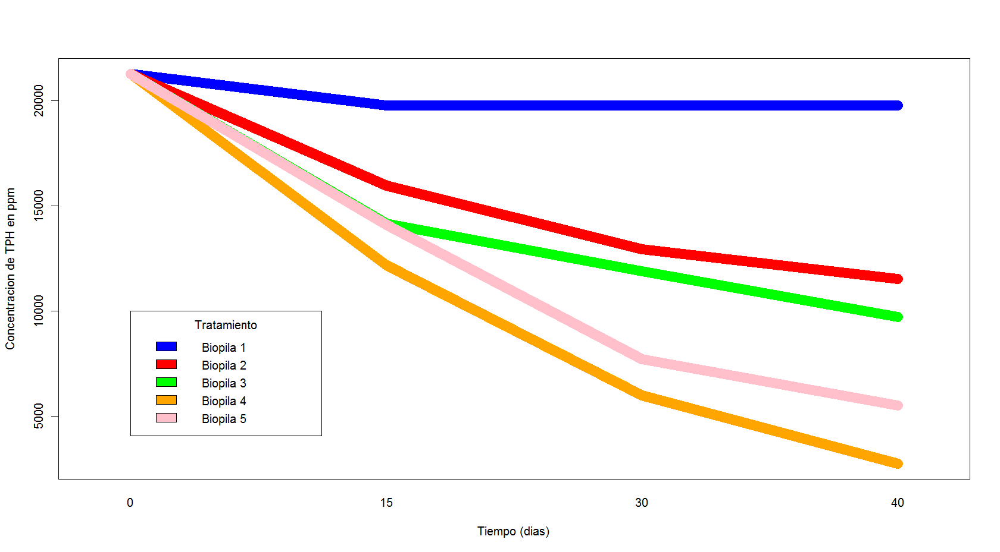 Concentracion de TPH en ppm
20000
15000
10000
5000
Tratamiento
Biopila 1
Biopila 2
Biopila 3
Biopila 4
Biopila 5
0 15 30 40
Tiempo (dias)